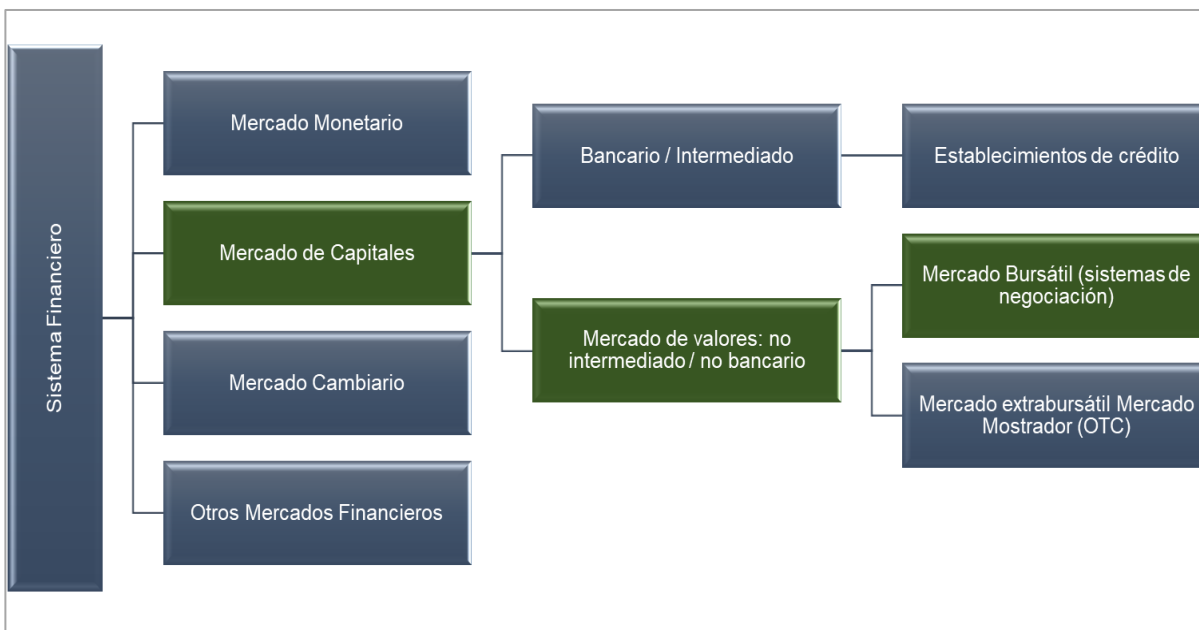 Sistema Financiero
Mercado Monetario
Mercado de Capitales
Mercado Cambiario
Otros Mercados Financieros
Bancario / Intermediado
Mercado de valores: no
intermediado / no bancario
Establecimientos de crédito
Mercado Bursátil (sistemas de
negociación)
Mercado extrabursátil Mercado
Mostrador (OTC)